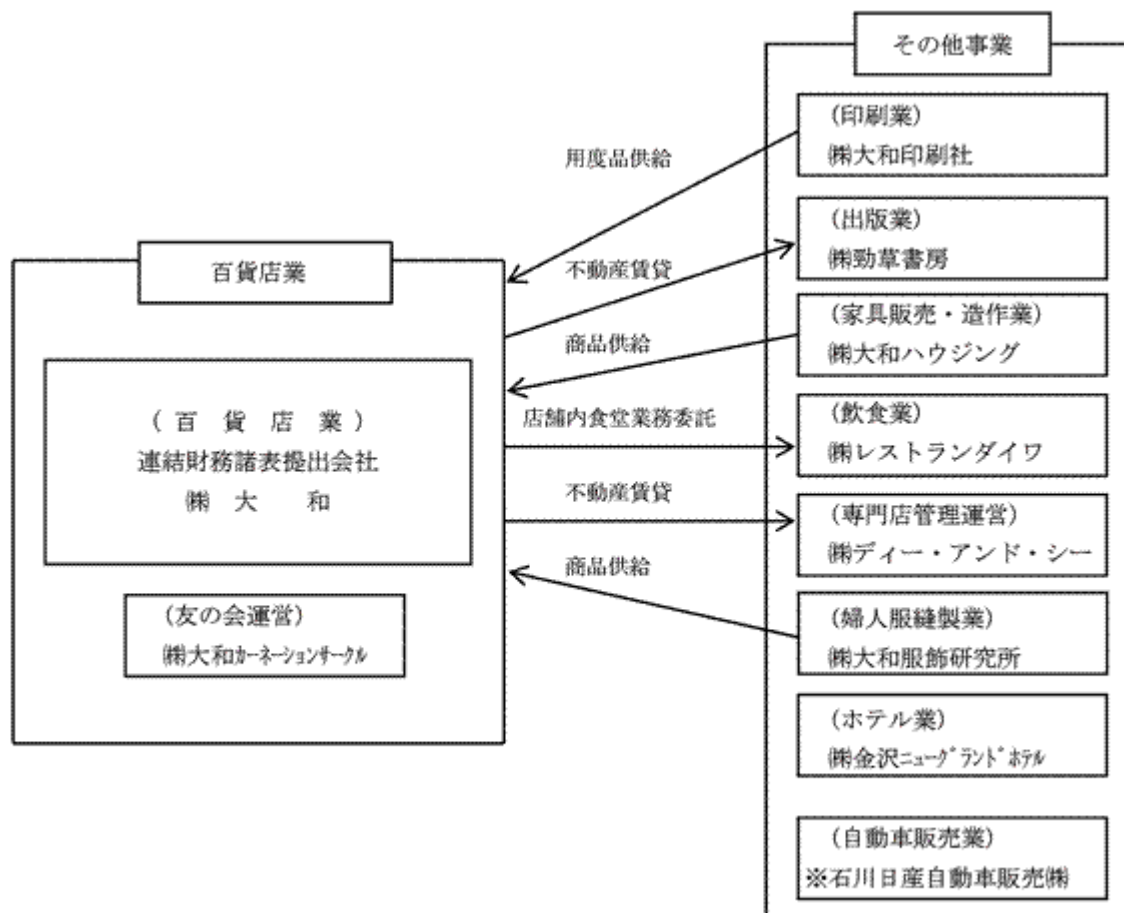 その他事業
(印刷業)
㈱大和印刷社
用度品供給
(出版業)
㈱勁草書房
不動産賃貸
百貨店業
(家具販売・造作業)
㈱大和ハウジング
商品供給
(百貨店業)
連結財務諸表提出会社
㈱大和
店舗内食堂業務委託
(飲食業)
㈱レストランダイワ
不動産賃貸
(専門店管理運営)
㈱ディー・アンド・シー
商品供給
(友の会運営)
㈱大和カーネーションサークル
(婦人服縫製業)
㈱大和服飾研究所
(ホテル業)
㈱金沢ニューグランドホテル
(自動車販売業)
※石川日産自動車販売㈱